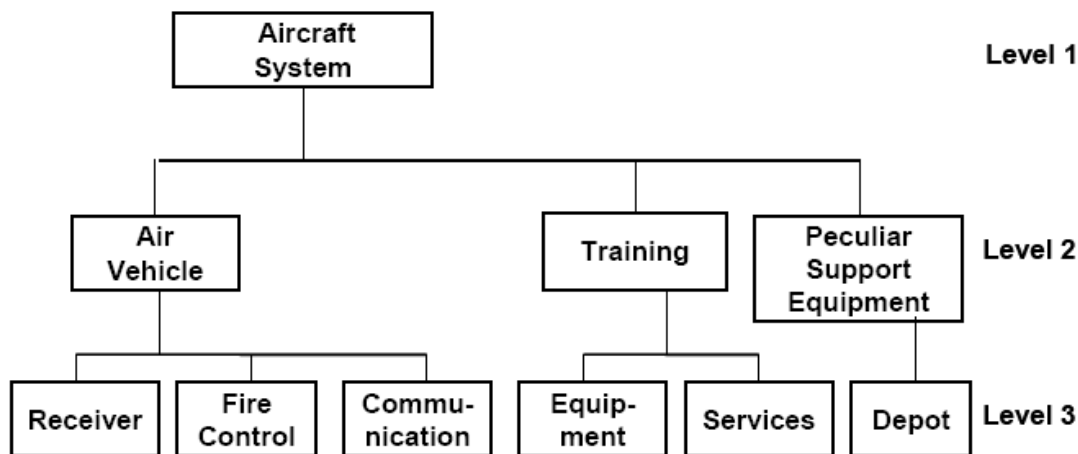 Aircraft
System
Level 1
Air
Vehicle
Training
Peculiar
Support
Equipment
Level 2
Receiver
Fire
Control
Commu-
nication
Equip-
ment
Services
Depot
Level 3